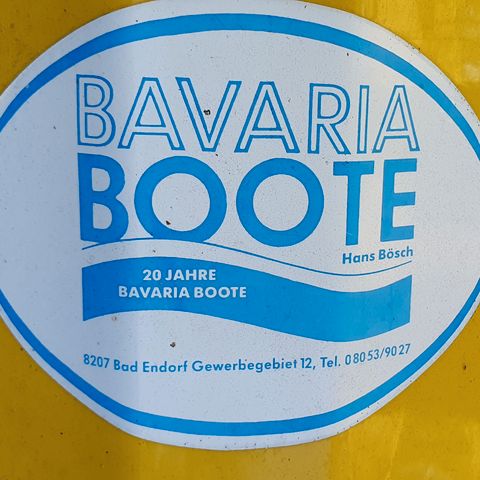 BAVARIA
BOOTE
Hans Bösch
20 JAHRE
BAVARIA BOOTE
8207 Bad Endorf Gewerbegebiet 12, Tel. 08053/9027